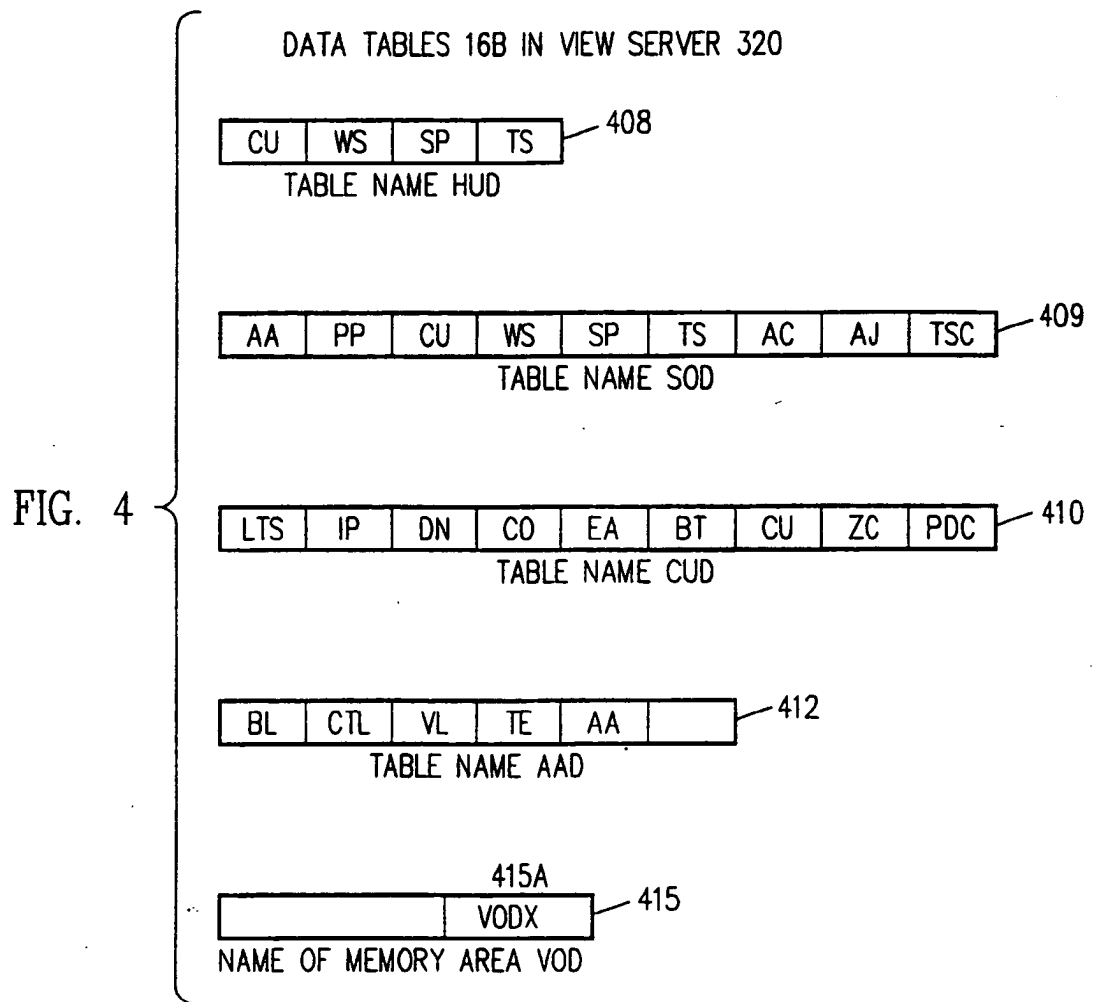 DATA TABLES 16B IN VIEW SERVER 320
CU WS SP TS 408
TABLE NAME HUD
AA PP CU WS SP TS AC AJ TSC 409
TABLE NAME SOD
FIG. 4
LTS IP DN CO EA BT CU ZC PDC 410
TABLE NAME CUD
BL CTL VL TE AA 412
TABLE NAME AAD
415A
VODX 415
NAME OF MEMORY AREA VOD